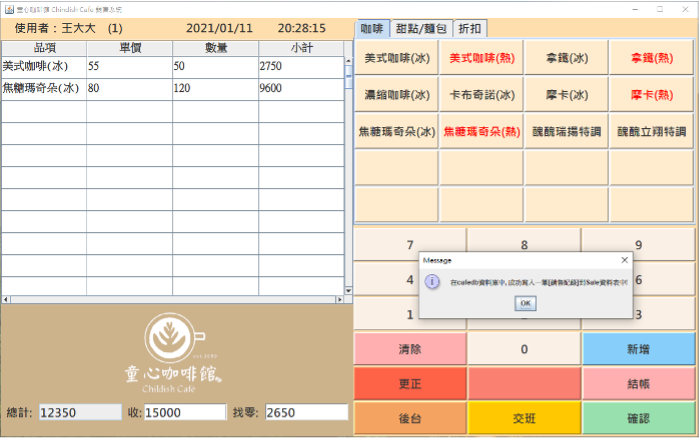 童心咖啡館 Childish Cafe 銷售系統
使用者：王大大 (1) 2021/01/11 20:28:15
咖啡 甜點/麵包 折扣
品項 單價 數量 小計
美式咖啡(冰) 55 50 2750
焦糖瑪奇朵(冰) 80 120 9600
美式咖啡(冰) 美式咖啡(熱) 拿鐵(冰) 拿鐵(熱)
濃縮咖啡(冰) 卡布奇諾(冰) 摩卡(冰) 摩卡(熱)
焦糖瑪奇朵(冰) 焦糖瑪奇朵(熱) 醜醜瑞揚特調 醜醜立翔特調
7 8 9
4 6
1 3
Message
在cafedb資料庫中, 成功寫入一筆[銷售紀錄]到Sale資料表中!
OK
清除 0 新增
更正 結帳
後台 交班 確認
童心咖啡館
Childish Cafe
總計: 12350 收: 15000 找零: 2650